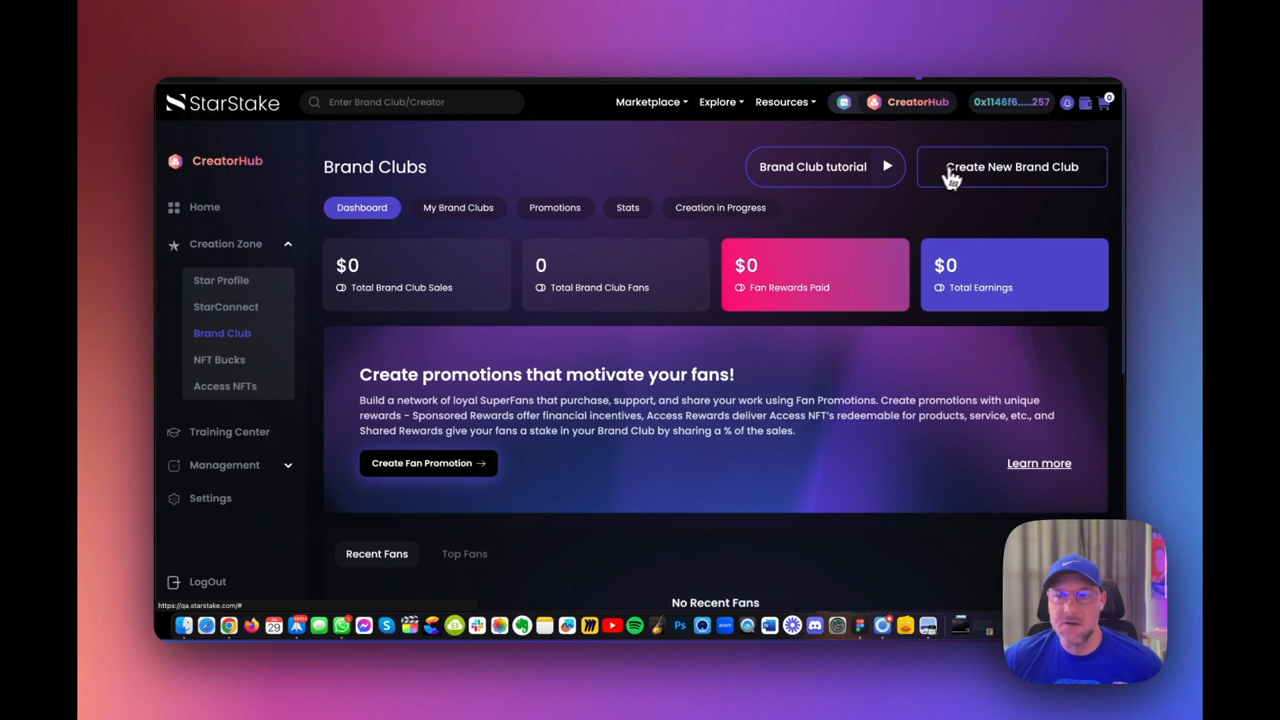 StarStake
Enter Brand Club/Creator
Marketplace
Explore
Resources
CreatorHub
0x1146f6.....257
0
CreatorHub
Home
Creation Zone
Star Profile
StarConnect
Brand Club
NFT Bucks
Access NFTs
Training Center
Management
Settings
LogOut
https://qa.starstake.com/#
Brand Clubs
Brand Club tutorial
Create New Brand Club
Dashboard
My Brand Clubs
Promotions
Stats
Creation in Progress
$0
Total Brand Club Sales
0
Total Brand Club Fans
$0
Fan Rewards Paid
$0
Total Earnings
Create promotions that motivate your fans!
Build a network of loyal SuperFans that purchase, support, and share your work using Fan Promotions. Create promotions with unique
rewards - Sponsored Rewards offer financial incentives, Access Rewards deliver Access NFT's redeemable for products, service, etc., and
Shared Rewards give your fans a stake in your Brand Club by sharing a % of the sales.
Create Fan Promotion →
Learn more
Recent Fans
Top Fans
No Recent Fans
29
Ps
zoom